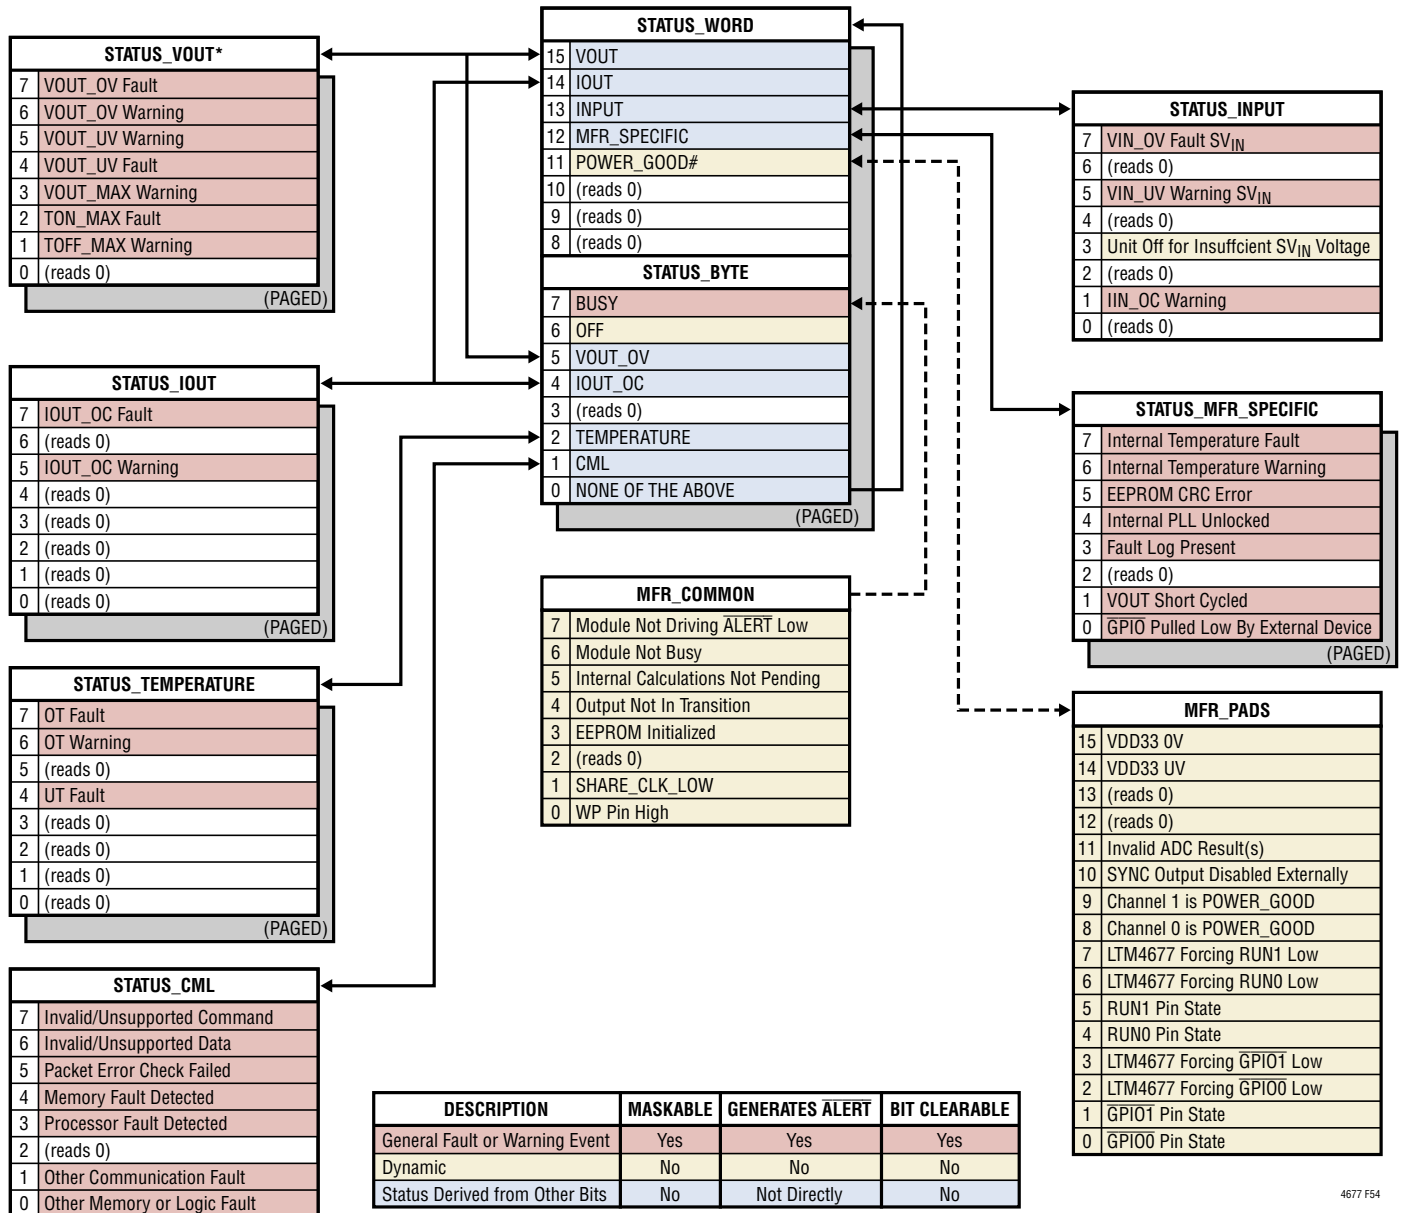 STATUS_VOUT*
7 VOUT_OV Fault
6 VOUT_OV Warning
5 VOUT_UV Warning
4 VOUT_UV Fault
3 VOUT_MAX Warning
2 TON_MAX Fault
1 TOFF_MAX Warning
0 (reads 0)
(PAGED)
STATUS_IOUT
7 IOUT_OC Fault
6 (reads 0)
5 IOUT_OC Warning
4 (reads 0)
3 (reads 0)
2 (reads 0)
1 (reads 0)
0 (reads 0)
(PAGED)
STATUS_TEMPERATURE
7 OT Fault
6 OT Warning
5 (reads 0)
4 UT Fault
3 (reads 0)
2 (reads 0)
1 (reads 0)
0 (reads 0)
(PAGED)
STATUS_CML
7 Invalid/Unsupported Command
6 Invalid/Unsupported Data
5 Packet Error Check Failed
4 Memory Fault Detected
3 Processor Fault Detected
2 (reads 0)
1 Other Communication Fault
0 Other Memory or Logic Fault
STATUS_WORD
15 VOUT
14 IOUT
13 INPUT
12 MFR_SPECIFIC
11 POWER_GOOD#
10 (reads 0)
9 (reads 0)
8 (reads 0)
STATUS_BYTE
7 BUSY
6 OFF
5 VOUT_OV
4 IOUT_OC
3 (reads 0)
2 TEMPERATURE
1 CML
0 NONE OF THE ABOVE
(PAGED)
MFR_COMMON
7 Module Not Driving ALERT Low
6 Module Not Busy
5 Internal Calculations Not Pending
4 Output Not In Transition
3 EEPROM Initialized
2 (reads 0)
1 SHARE_CLK_LOW
0 WP Pin High
STATUS_INPUT
7 VIN_OV Fault SVIN
6 (reads 0)
5 VIN_UV Warning SVIN
4 (reads 0)
3 Unit Off for Insuffcient SVIN Voltage
2 (reads 0)
1 IIN_OC Warning
0 (reads 0)
STATUS_MFR_SPECIFIC
7 Internal Temperature Fault
6 Internal Temperature Warning
5 EEPROM CRC Error
4 Internal PLL Unlocked
3 Fault Log Present
2 (reads 0)
1 VOUT Short Cycled
0 GPIO Pulled Low By External Device
(PAGED)
MFR_PADS
15 VDD33 OV
14 VDD33 UV
13 (reads 0)
12 (reads 0)
11 Invalid ADC Result(s)
10 SYNC Output Disabled Externally
9 Channel 1 is POWER_GOOD
8 Channel 0 is POWER_GOOD
7 LTM4677 Forcing RUN1 Low
6 LTM4677 Forcing RUN0 Low
5 RUN1 Pin State
4 RUN0 Pin State
3 LTM4677 Forcing GPIO1 Low
2 LTM4677 Forcing GPIO0 Low
1 GPIO1 Pin State
0 GPIO0 Pin State
DESCRIPTION MASKABLE GENERATES ALERT BIT CLEARABLE
General Fault or Warning Event Yes Yes Yes
Dynamic No No No
Status Derived from Other Bits No Not Directly No
4677 F54